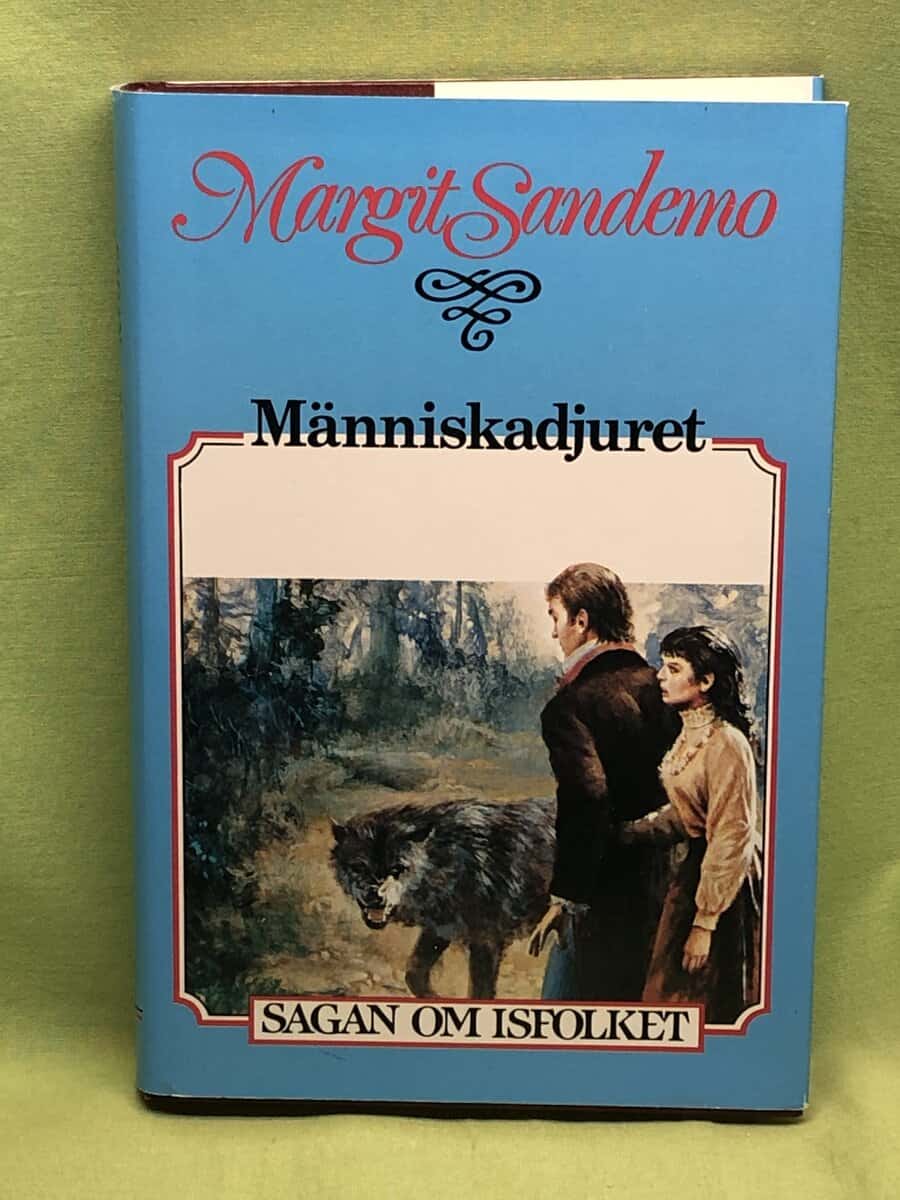 Margit Sandemo
Människadjuret
SAGAN OM ISFOLKET